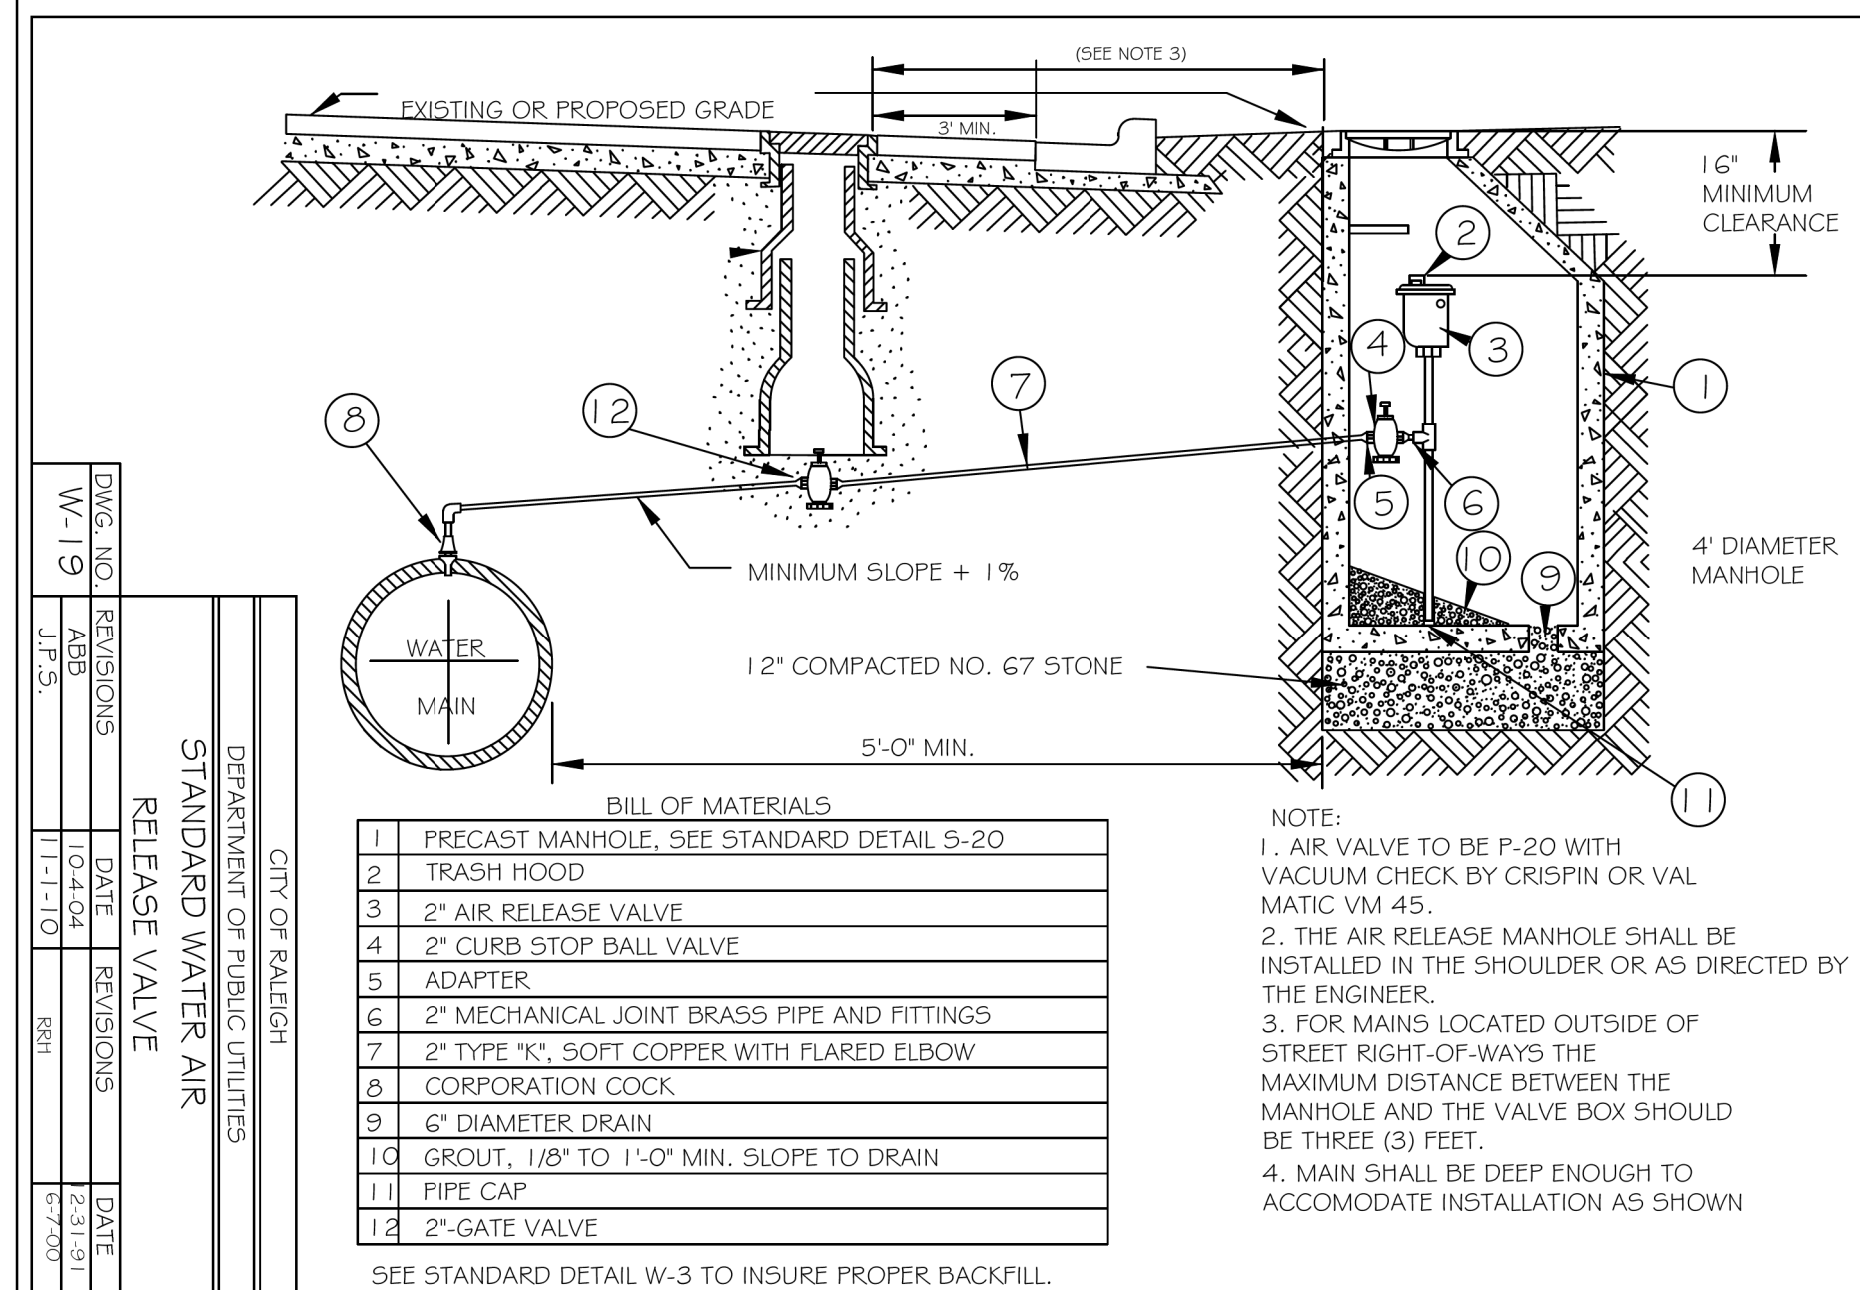 (SEE NOTE 3)
EXISTING OR PROPOSED GRADE
3' MIN.
16"
MINIMUM
CLEARANCE
2
4
3
7
1
8
12
5
6
10
9
4' DIAMETER
MANHOLE
MINIMUM SLOPE + 1%
WATER
MAIN
12" COMPACTED NO. 67 STONE
5'-0" MIN.
11
BILL OF MATERIALS
1 PRECAST MANHOLE, SEE STANDARD DETAIL S-20
2 TRASH HOOD
3 2" AIR RELEASE VALVE
4 2" CURB STOP BALL VALVE
5 ADAPTER
6 2" MECHANICAL JOINT BRASS PIPE AND FITTINGS
7 2" TYPE "K", SOFT COPPER WITH FLARED ELBOW
8 CORPORATION COCK
9 6" DIAMETER DRAIN
10 GROUT, 1/8" TO 1'-0" MIN. SLOPE TO DRAIN
11 PIPE CAP
12 2"-GATE VALVE
SEE STANDARD DETAIL W-3 TO INSURE PROPER BACKFILL.
NOTE:
1. AIR VALVE TO BE P-20 WITH
VACUUM CHECK BY CRISPIN OR VAL
MATIC VM 45.
2. THE AIR RELEASE MANHOLE SHALL BE
INSTALLED IN THE SHOULDER OR AS DIRECTED BY
THE ENGINEER.
3. FOR MAINS LOCATED OUTSIDE OF
STREET RIGHT-OF-WAYS THE
MAXIMUM DISTANCE BETWEEN THE
MANHOLE AND THE VALVE BOX SHOULD
BE THREE (3) FEET.
4. MAIN SHALL BE DEEP ENOUGH TO
ACCOMODATE INSTALLATION AS SHOWN
CITY OF RALEIGH
DEPARTMENT OF PUBLIC UTILITIES
STANDARD WATER AIR
RELEASE VALVE
DWG. NO. REVISIONS DATE REVISIONS DATE
W-19 ABB 10-4-04 12-31-91
J.P.S. 11-1-10 RRH 6-7-00